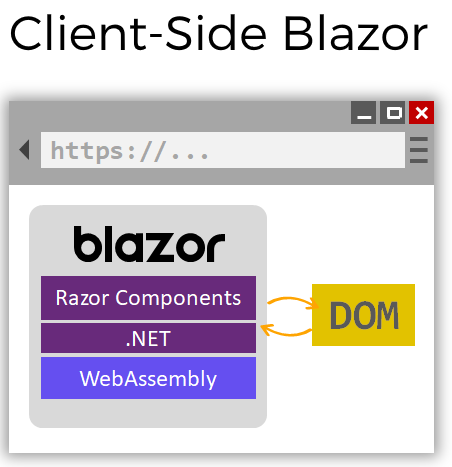 Client-Side Blazor
https://...
blazor
Razor Components
.NET
WebAssembly
DOM